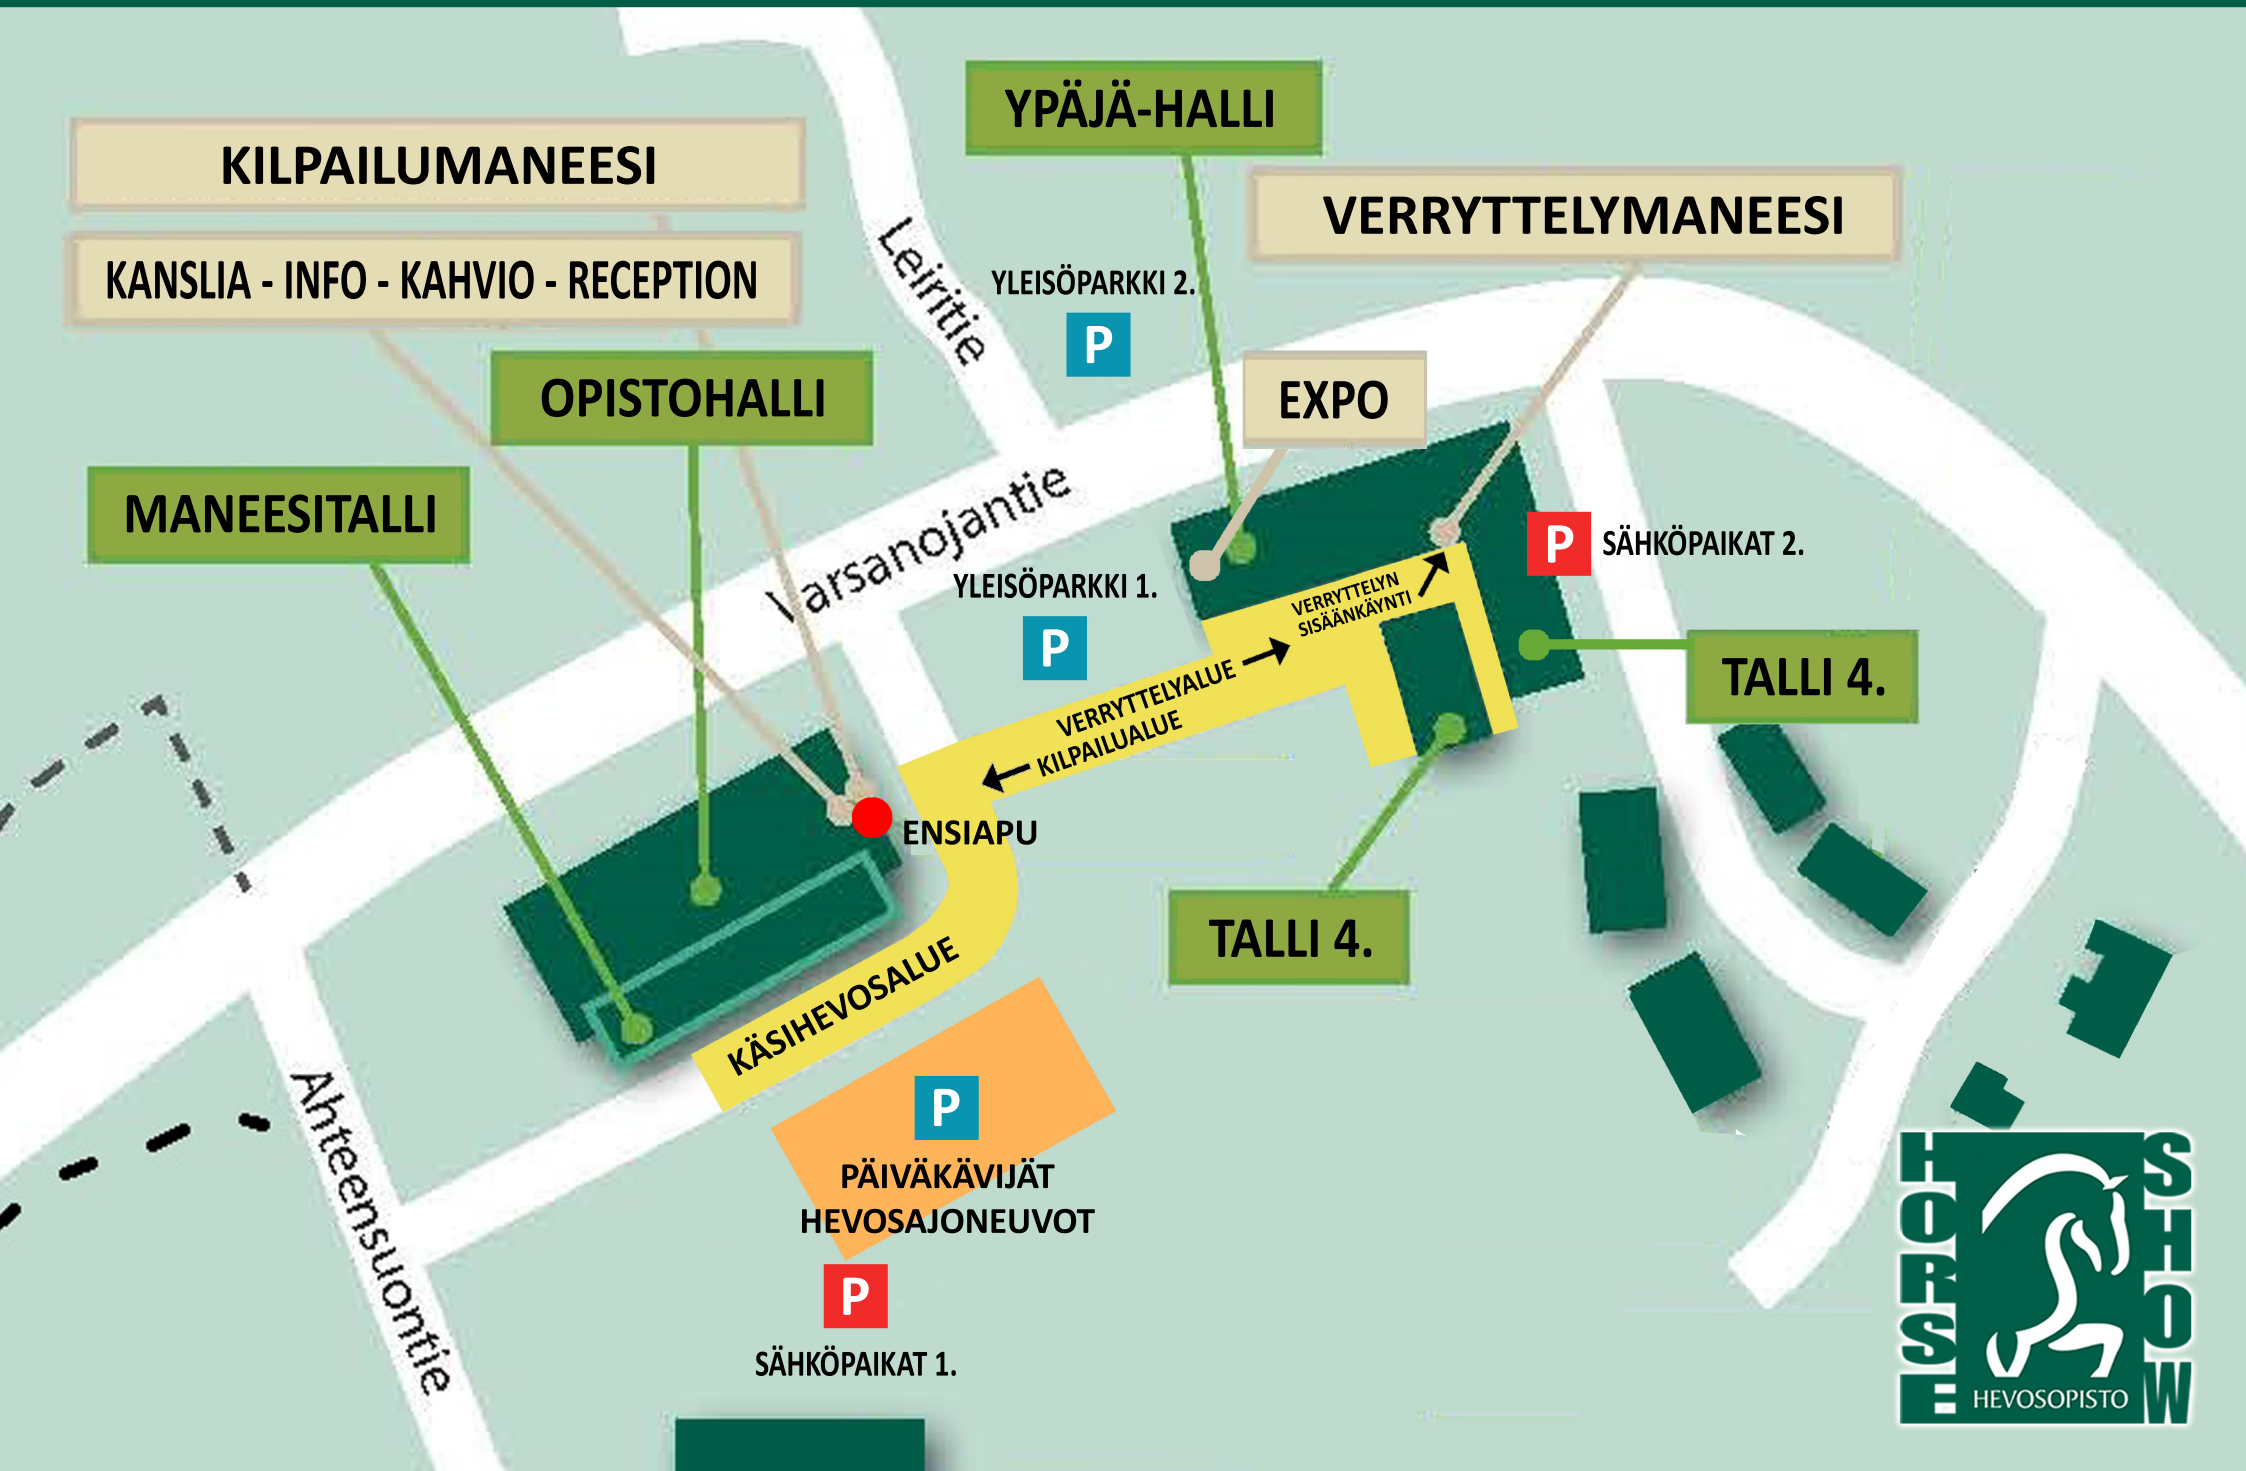 YPÄJÄ-HALLI
KILPAILUMANEESI
VERRYTTELYMANEESI
KANSLIA - INFO - KAHVIO - RECEPTION
Leiritie
YLEISÖPARKKI 2.
P
OPISTOHALLI
EXPO
MANEESITALLI
Varsanojantie
P
SÄHKÖPAIKAT 2.
YLEISÖPARKKI 1.
P
VERRYTTELYN
SISÄÄNKÄYNTI
TALLI 4.
VERRYTTELYALUE
KILPAILUALUE
ENSIAPU
TALLI 4.
KÄSIHEVOSALUE
P
PÄIVÄKÄVIJÄT
HEVOSAJONEUVOT
Ahteensuontie
P
SÄHKÖPAIKAT 1.
HORSE
SHOW
HEVOSOPISTO